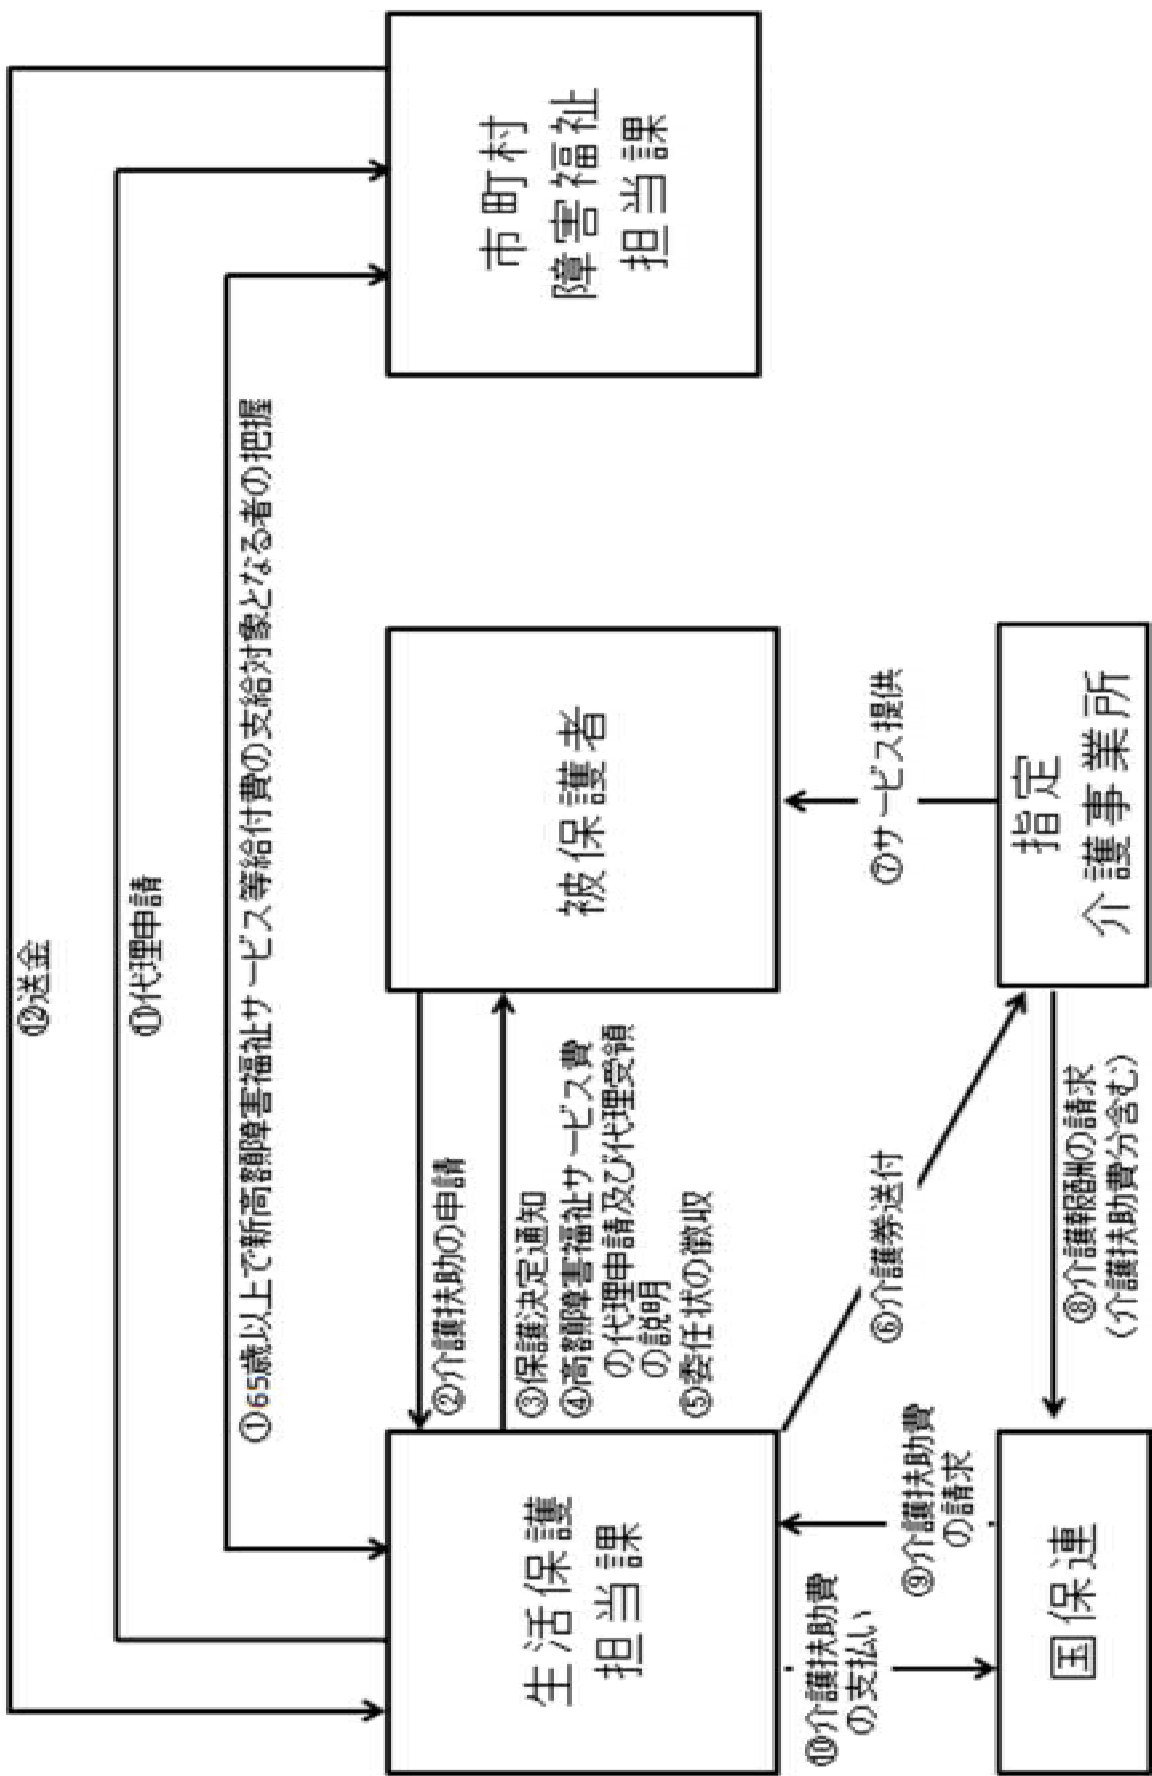 ⑫送金
⑪代理申請
①65歳以上で新高額障害福祉サービス等給付費の支給対象となる者の把握
生活保護
担当課
②介護扶助の申請
③保護決定通知
④高額障害福祉サービス費
の代理申請及び代理受領
の説明
⑤委任状の徴収
被保護者
市町村
障害福祉
担当課
⑩介護扶助費
の支払い
⑨介護扶助費
の請求
⑥介護券送付
⑦サービス提供
国保連
⑧介護報酬の請求
(介護扶助費分含む)
指定
介護事業所